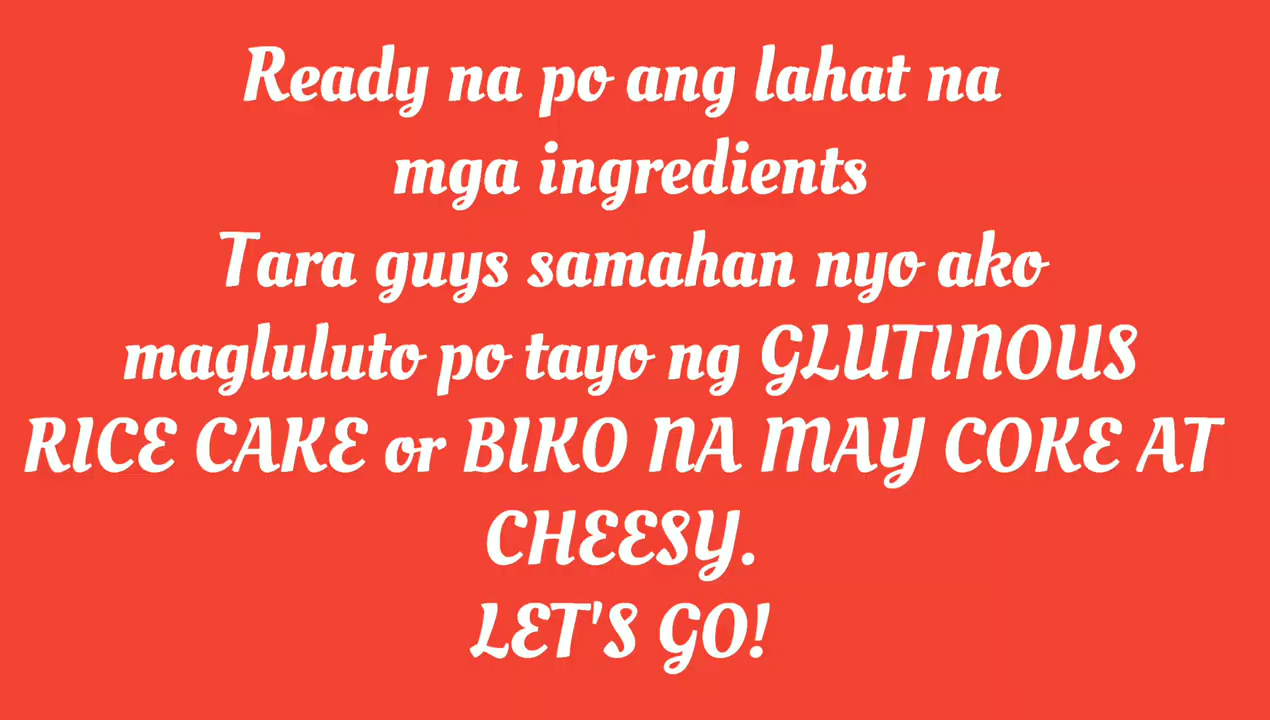 Ready na po ang lahat na
mga ingredients
Tara guys samahan nyo ako
magluluto po tayo ng GLUTINOUS
RICE CAKE or BIKO NA MAY COKE AT
CHEESY.
LET'S GO!